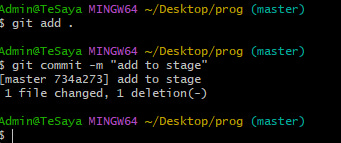 Admin@TeSaya MINGW64 ~/Desktop/prog (master)
$ git add .
Admin@TeSaya MINGW64 ~/Desktop/prog (master)
$ git commit -m "add to stage"
[master 734a273] add to stage
 1 file changed, 1 deletion(-)
Admin@TeSaya MINGW64 ~/Desktop/prog (master)
$